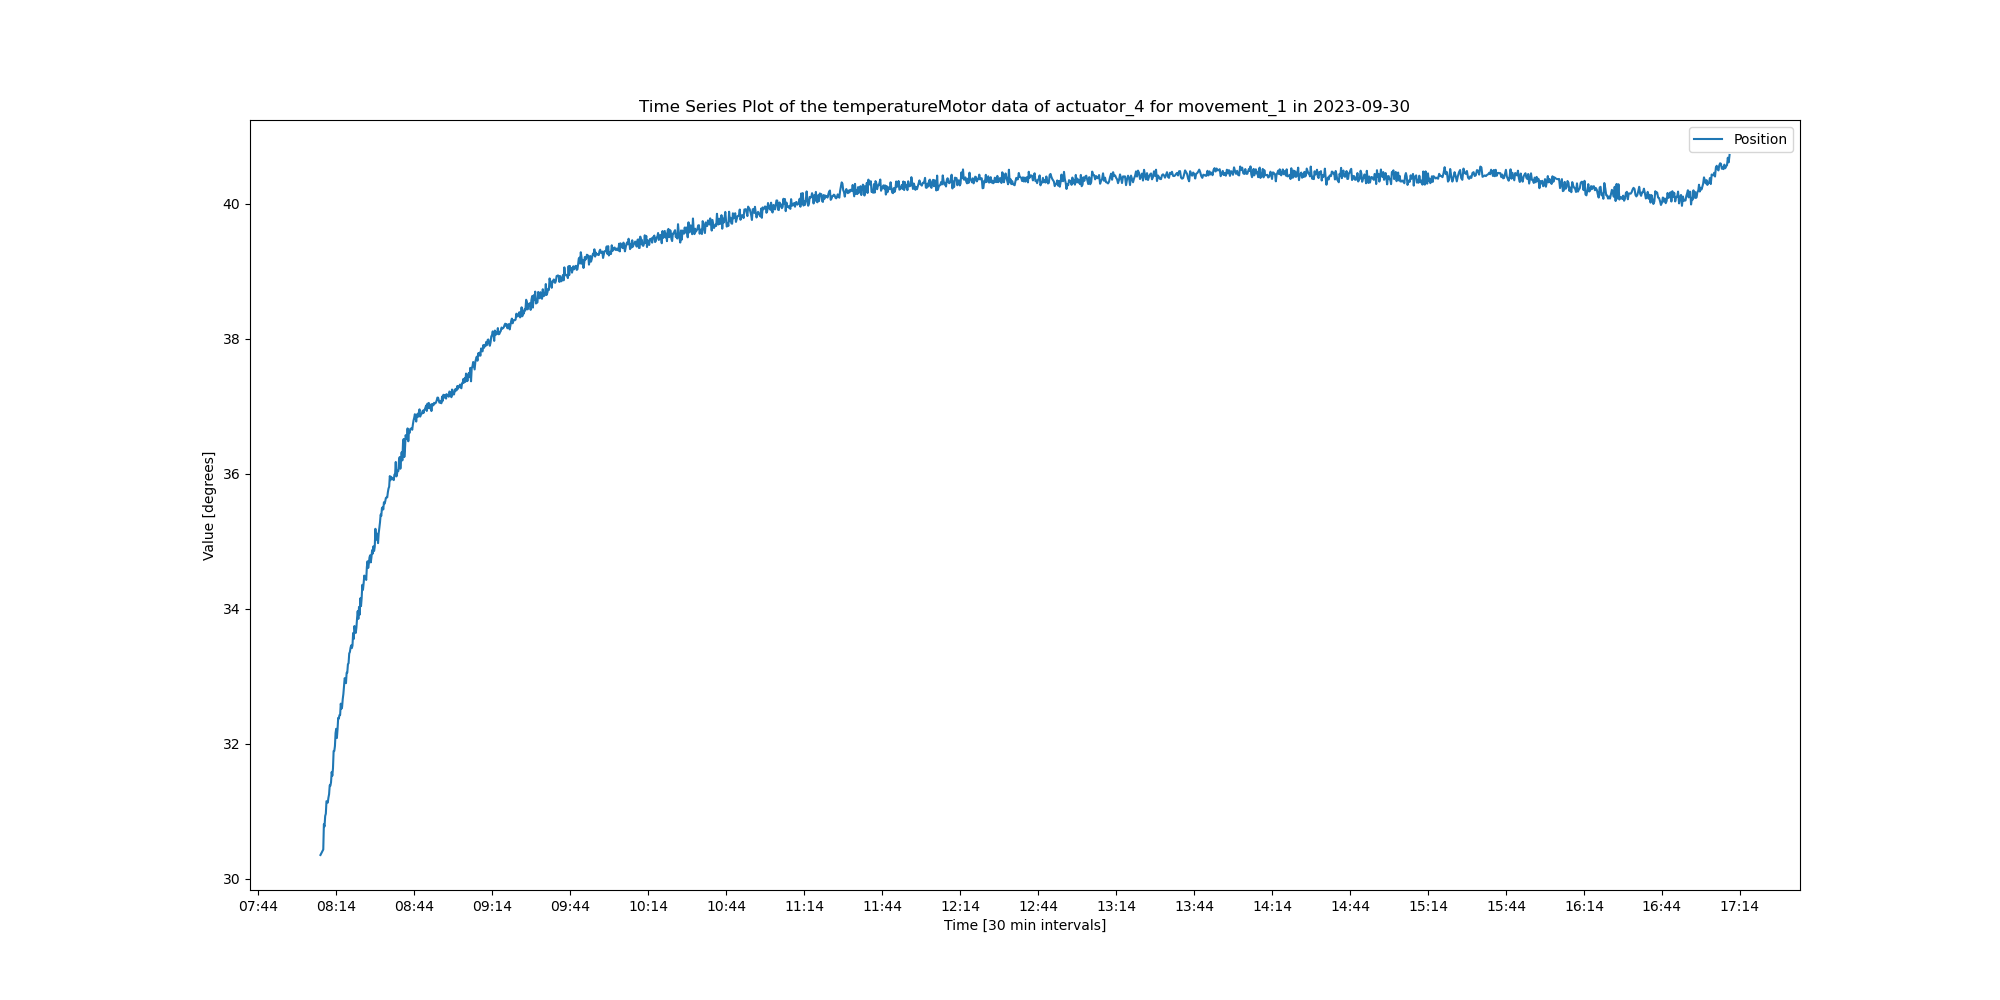 Time Series Plot of the temperatureMotor data of actuator_4 for movement_1 in 2023-09-30
Position
40
38
36
34
32
30
Value [degrees]
07:44 08:14 08:44 09:14 09:44 10:14 10:44 11:14 11:44 12:14 12:44 13:14 13:44 14:14 14:44 15:14 15:44 16:14 16:44 17:14
Time [30 min intervals]